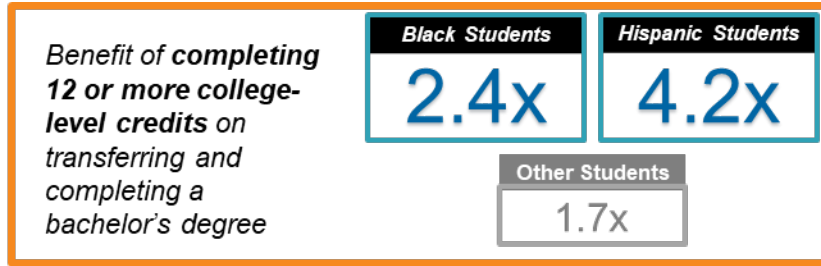 Benefit of completing
12 or more college-
level credits on
transferring and
completing a
bachelor's degree
Black Students
2.4x
Hispanic Students
4.2x
Other Students
1.7x